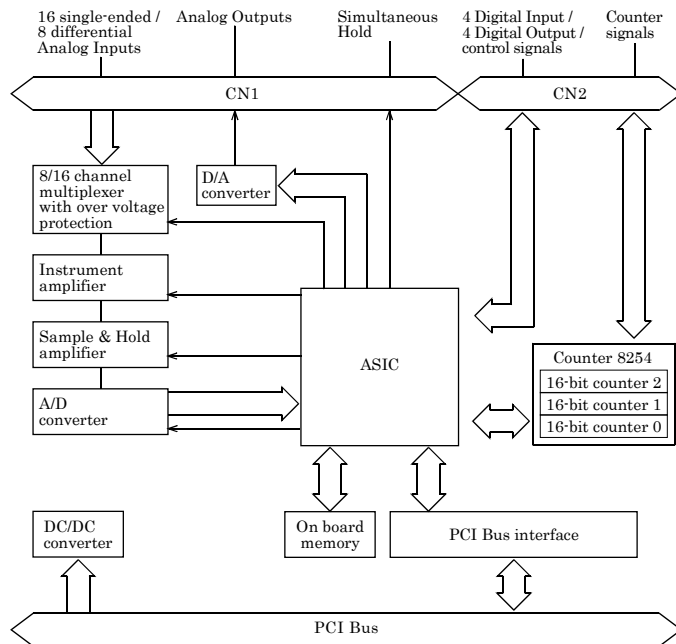 16 single-ended /
8 differential
Analog Inputs
Analog Outputs
Simultaneous
Hold
4 Digital Input /
4 Digital Output /
control signals
Counter
signals
CN1
CN2
8/16 channel
multiplexer
with over voltage
protection
D/A
converter
Instrument
amplifier
Sample & Hold
amplifier
A/D
converter
ASIC
Counter 8254
16-bit counter 2
16-bit counter 1
16-bit counter 0
DC/DC
converter
On board
memory
PCI Bus interface
PCI Bus